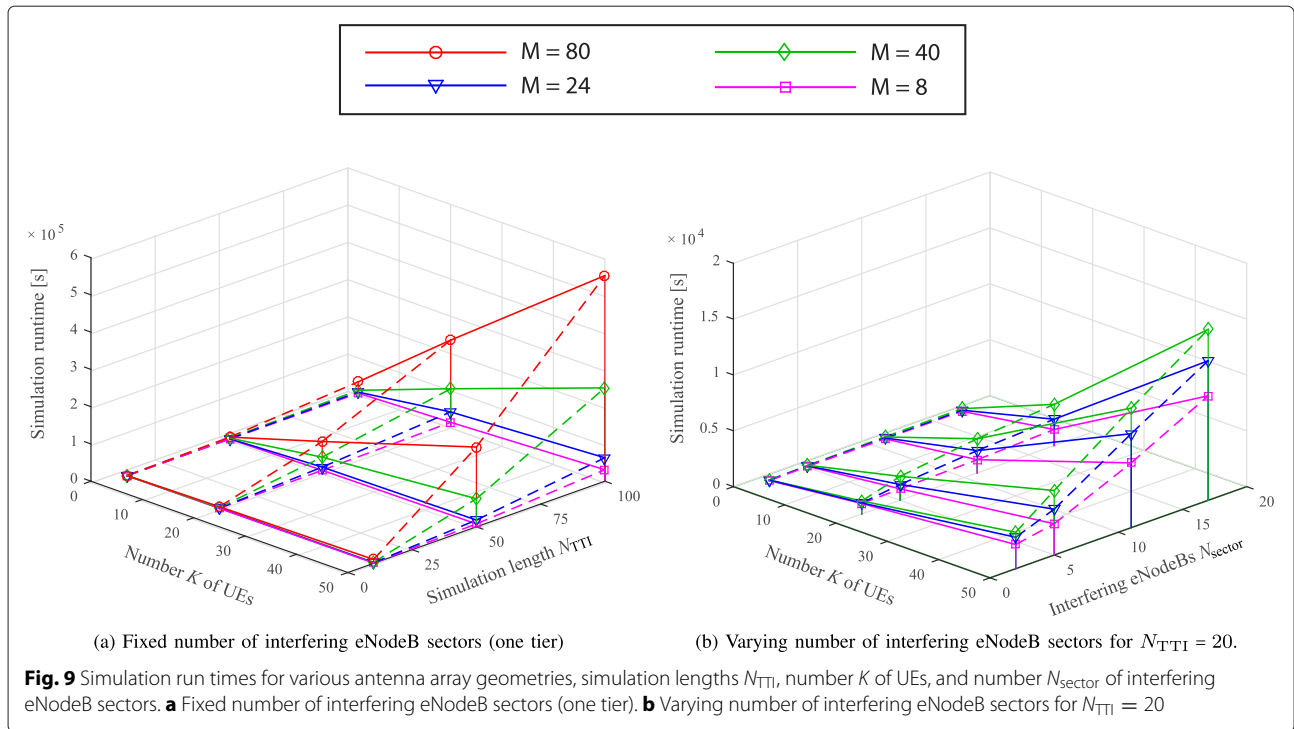 M = 80
M = 40
M = 24
M = 8
× 10^5
6
5
4
3
2
1
0
Simulation runtime [s]
0
10
20
30
40
50
Number K of UEs
0
25
50
75
100
Simulation length N_TTI
(a) Fixed number of interfering eNodeB sectors (one tier)
× 10^4
2
1.5
1
0.5
0
Simulation runtime [s]
0
10
20
30
40
50
Number K of UEs
0
5
10
15
20
Interfering eNodeBs N_sector
(b) Varying number of interfering eNodeB sectors for N_TTI = 20.
Fig. 9 Simulation run times for various antenna array geometries, simulation lengths N_TTI, number K of UEs, and number N_sector of interfering
eNodeB sectors. a Fixed number of interfering eNodeB sectors (one tier). b Varying number of interfering eNodeB sectors for N_TTI = 20